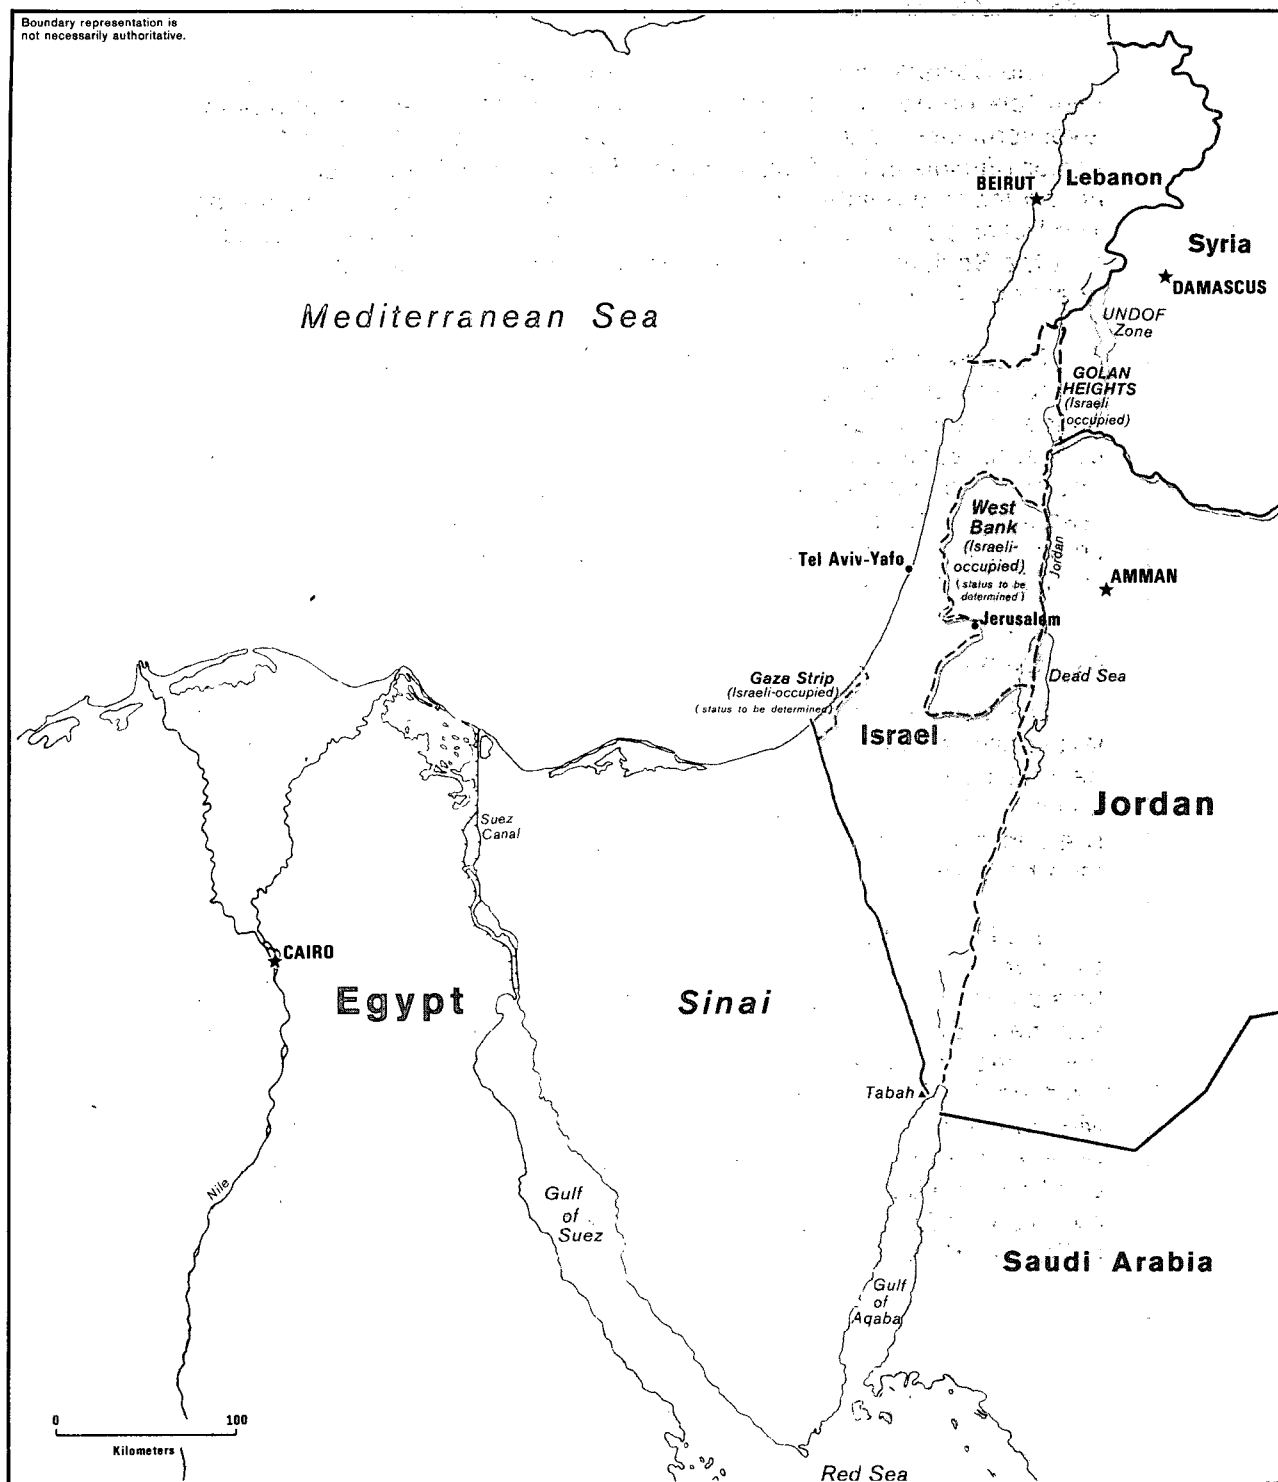 Boundary representation is
not necessarily authoritative.
BEIRUT
Lebanon
Syria
DAMASCUS
Mediterranean Sea
UNDOF
Zone
GOLAN
HEIGHTS
(Israeli
occupied)
West
Bank
(Israeli-
occupied)
(status to be
determined)
Jordan
Tel Aviv-Yafo
AMMAN
Jerusalem
Gaza Strip
(Israeli-occupied)
(status to be determined)
Dead Sea
Israel
Jordan
Suez
Canal
CAIRO
Egypt
Sinai
Tabah
Nile
Gulf
of
Suez
Saudi Arabia
Gulf
of
Aqaba
0 100
Kilometers
Red Sea